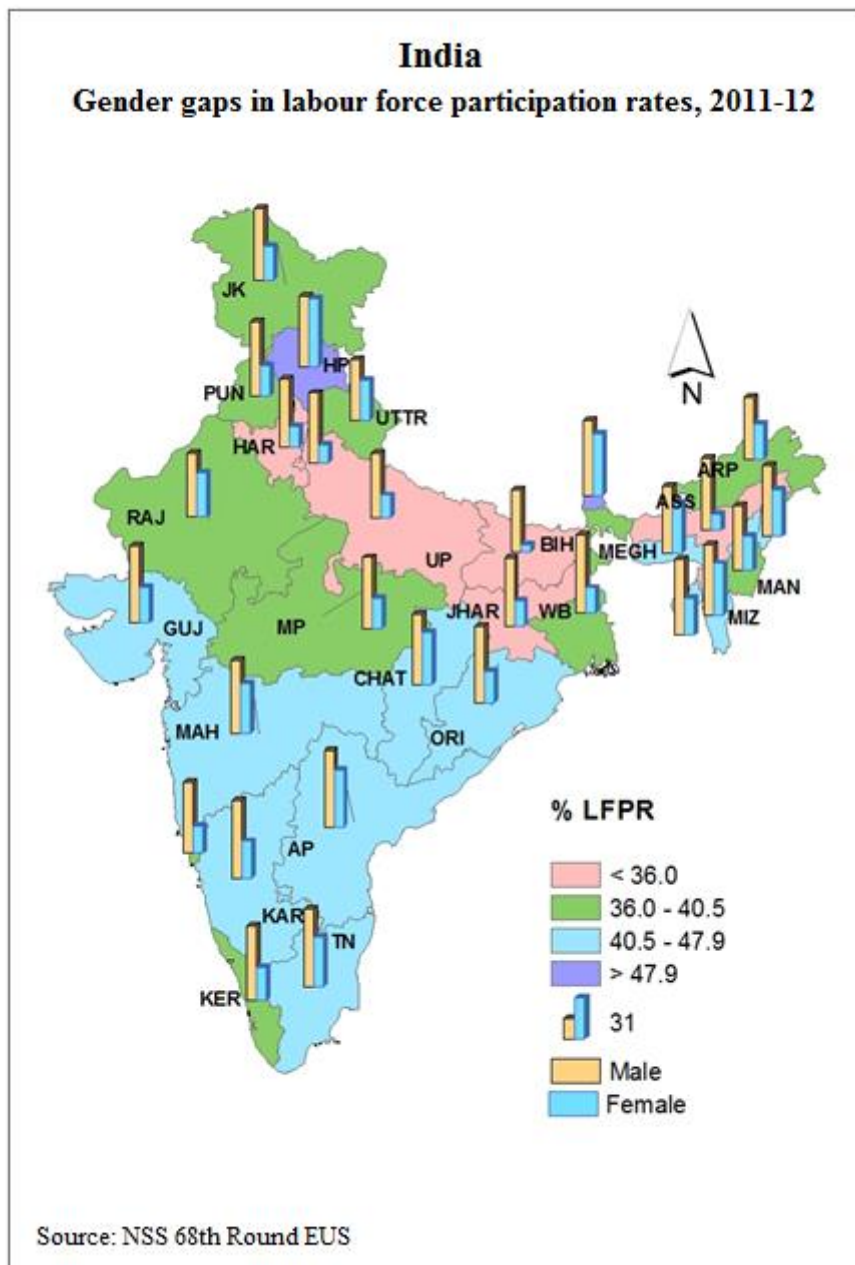 India
Gender gaps in labour force participation rates, 2011-12
JK
HP
PUN
UTTR
HAR
N
RAJ
ARP
ASS
UP
BIH
MEGH
MAN
GUJ
MP
JHAR
WB
MIZ
CHAT
MAH
ORI
AP
KAR
TN
KER
% LFPR
< 36.0
36.0 - 40.5
40.5 - 47.9
> 47.9
31
Male
Female
Source: NSS 68th Round EUS